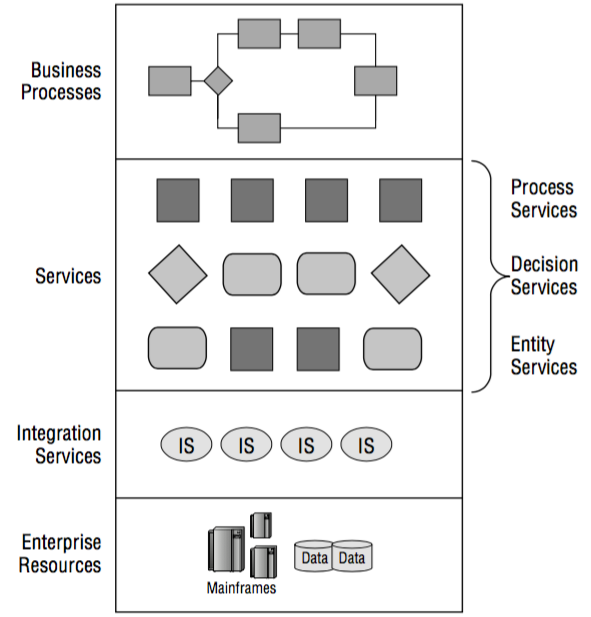 Business
Processes
Process
Services
Services
Decision
Services
Entity
Services
Integration
Services
IS IS IS IS
Enterprise
Resources
Data Data
Mainframes